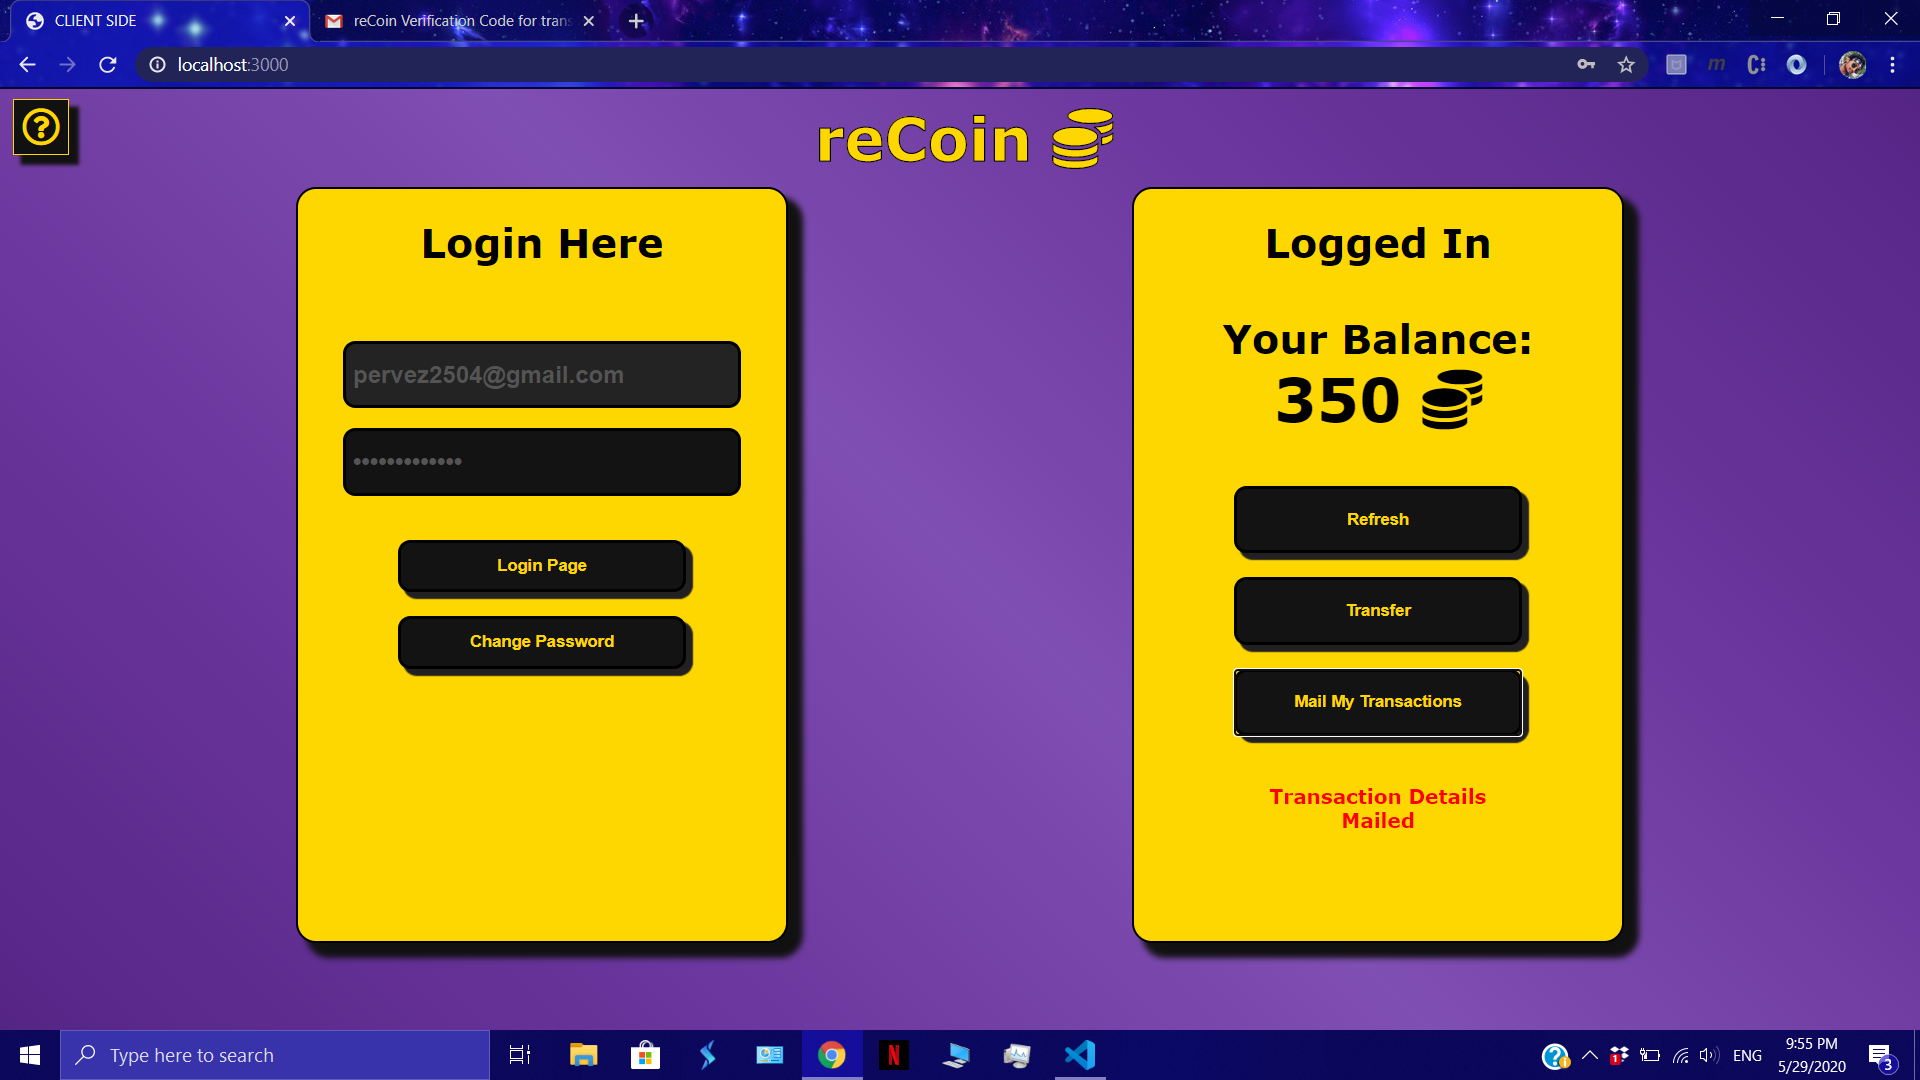 CLIENT SIDE
reCoin Verification Code for trans
localhost:3000
reCoin
Login Here
pervez2504@gmail.com
•••••••••••••
Login Page
Change Password
Logged In
Your Balance:
350
Refresh
Transfer
Mail My Transactions
Transaction Details
Mailed
Type here to search
ENG
9:55 PM
5/29/2020
3